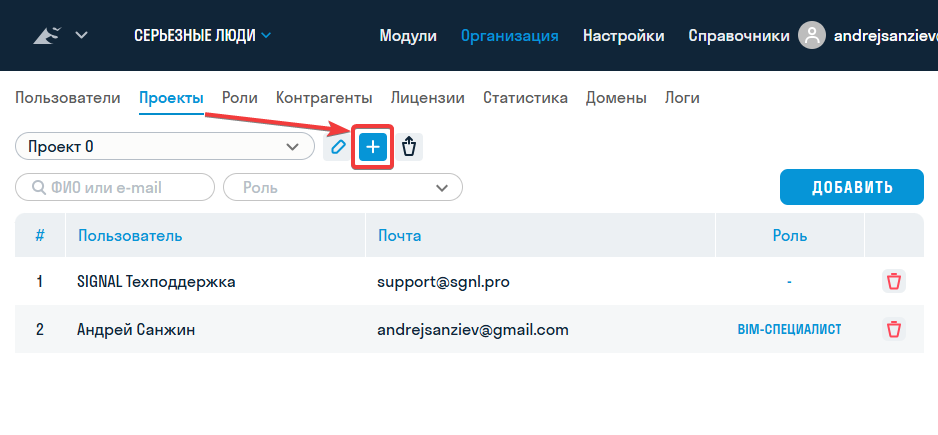 СЕРЬЕЗНЫЕ ЛЮДИ Модули Организация Настройки Справочники andrejsanziev@
Пользователи Проекты Роли Контрагенты Лицензии Статистика Домены Логи
Проект 0
ФИО или e-mail Роль ДОБАВИТЬ
# Пользователь Почта Роль
1 SIGNAL Техподдержка support@sgnl.pro -
2 Андрей Санжин andrejsanziev@gmail.com BIM-СПЕЦИАЛИСТ